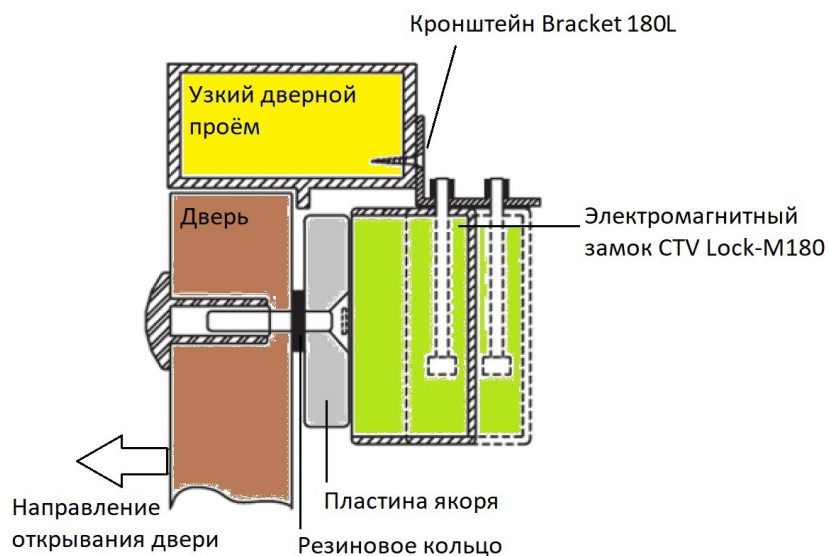 Кронштейн Bracket 180L
Узкий дверной
проём
Дверь
Электромагнитный
замок CTV Lock-M180
Направление
открывания двери
Пластина якоря
Резиновое кольцо